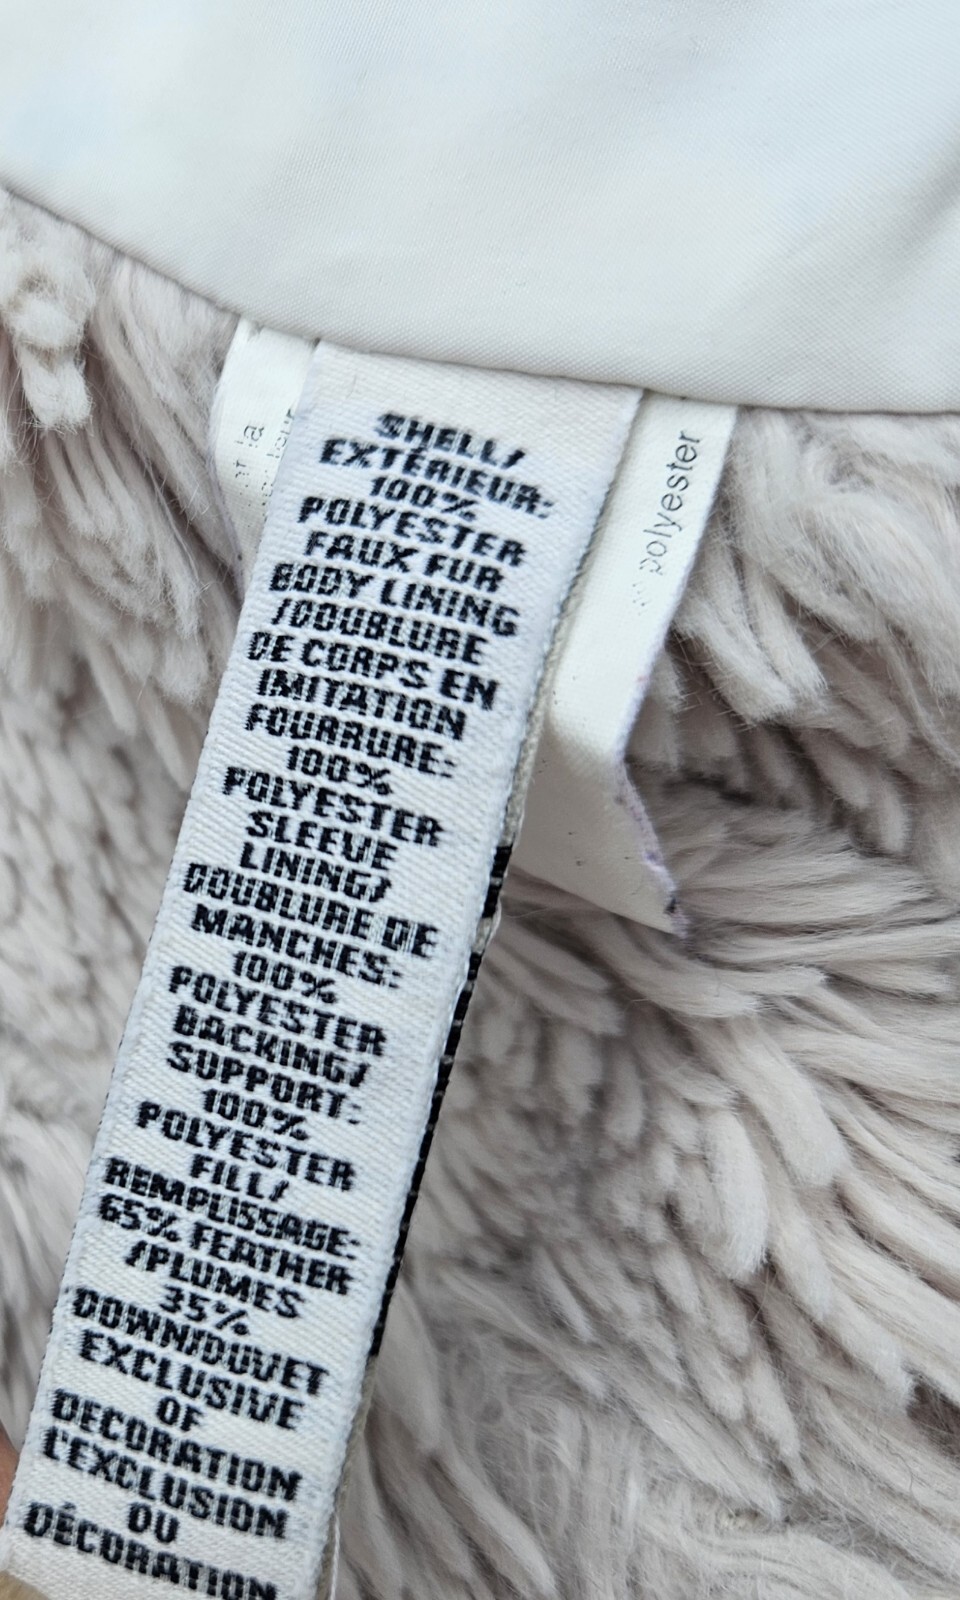 SHELL/
EXTÉRIEUR:
100%
POLYESTER
FAUX FUR
BODY LINING
/DOUBLURE
DE CORPS EN
IMITATION
FOURRURE:
100%
POLYESTER
SLEEVE
LINING/
DOUBLURE DE
MANCHES:
100%
POLYESTER
BACKING/
SUPPORT:
100%
POLYESTER
FILL/
REMPLISSAGE:
65% FEATHER
/PLUMES
35%
DOWN/DUVET
EXCLUSIVE
OF
DECORATION
L'EXCLUSION
DU
DÉCORATION
polyester
la